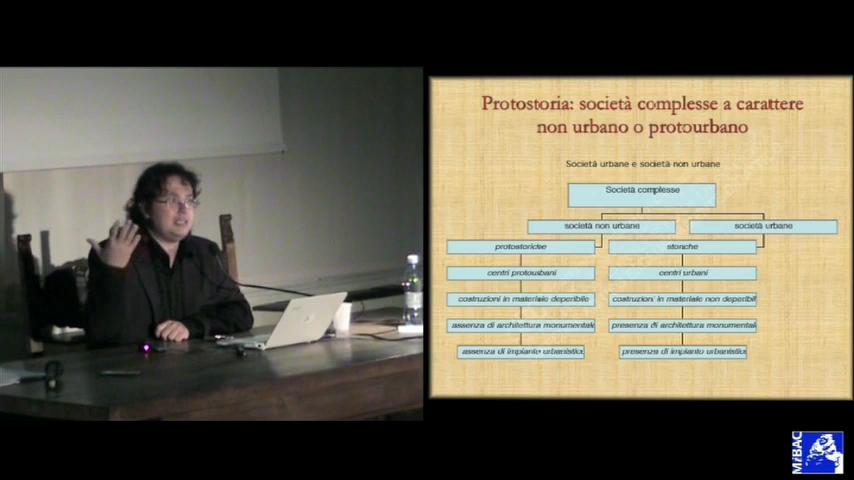 Protostoria: società complesse a carattere
non urbano o protourbano
Società urbane e società non urbane
Società complesse
società non urbane
società urbane
protostoriche
storiche
centri protourbani
centri urbani
costruzioni in materiale deperibile
costruzioni in materiale non deperibil
assenza di architettura monumentale
presenza di architettura monumental
assenza di impianto urbanistico
presenza di impianto urbanistico
MiBAC